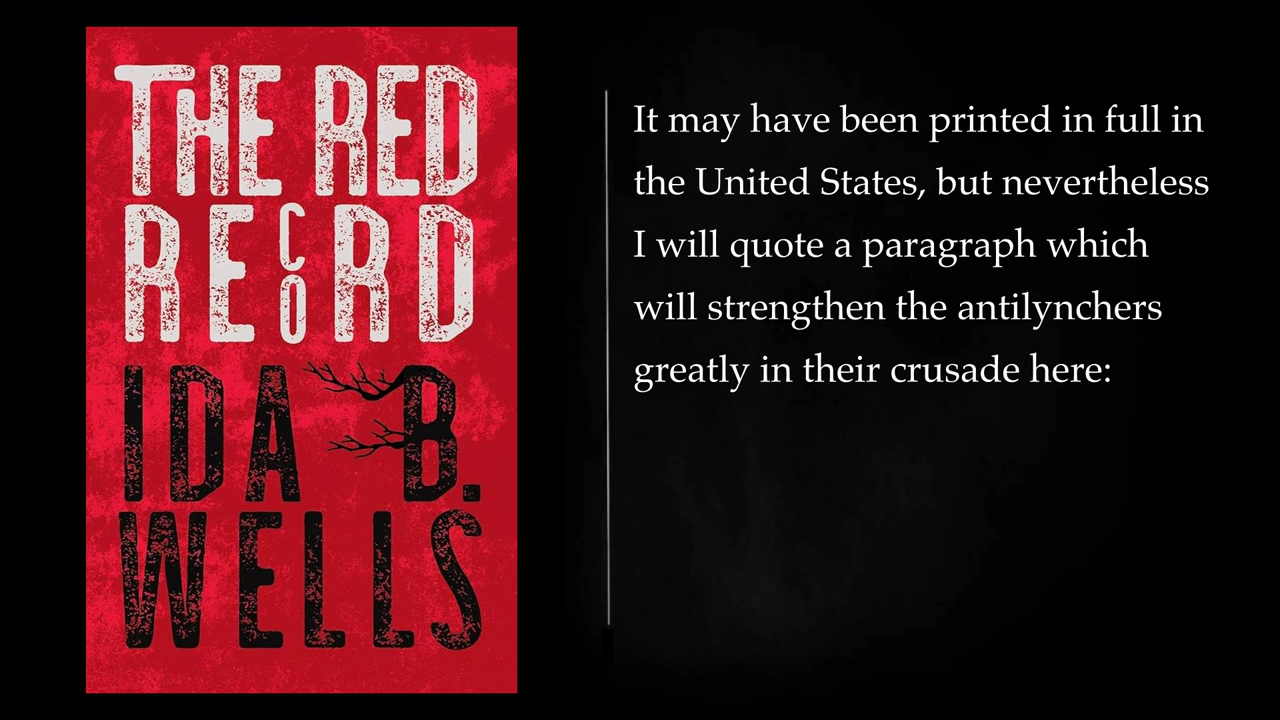 THE RED
RECORD
IDA B.
WELLS
It may have been printed in full in
the United States, but nevertheless
I will quote a paragraph which
will strengthen the antilynchers
greatly in their crusade here: